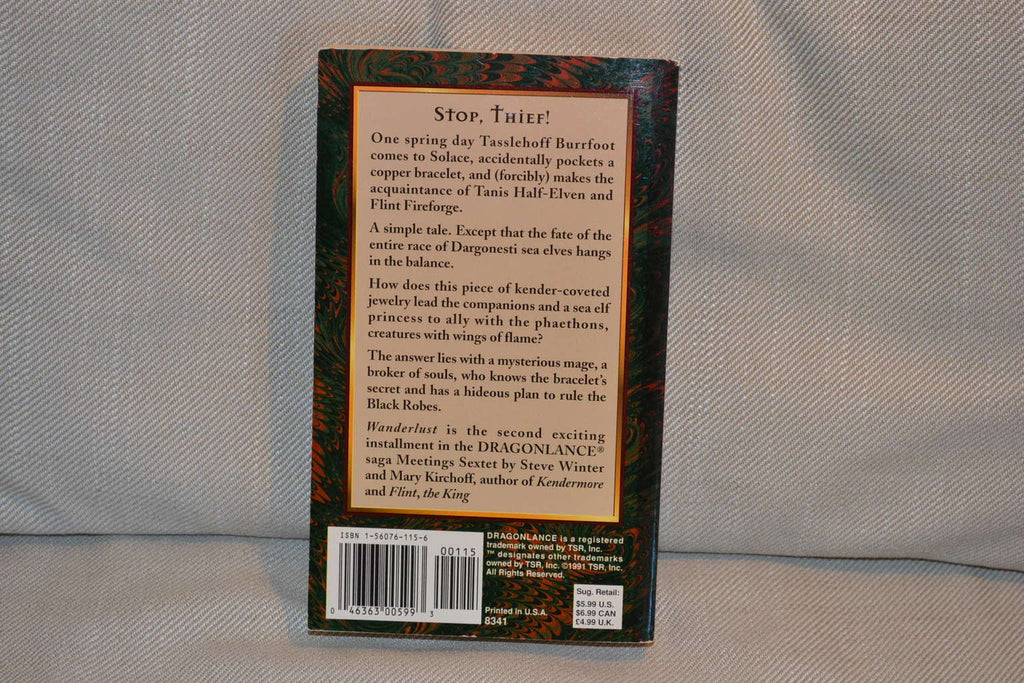 STOP, THIEF!
One spring day Tasslehoff Burrfoot
comes to Solace, accidentally pockets a
copper bracelet, and (forcibly) makes the
acquaintance of Tanis Half-Elven and
Flint Fireforge.
A simple tale. Except that the fate of the
entire race of Dargonesti sea elves hangs
in the balance.
How does this piece of kender-coveted
jewelry lead the companions and a sea elf
princess to ally with the phaethons,
creatures with wings of flame?
The answer lies with a mysterious mage, a
broker of souls, who knows the bracelet's
secret and has a hideous plan to rule the
Black Robes.
Wanderlust is the second exciting
installment in the DRAGONLANCE®
saga Meetings Sextet by Steve Winter
and Mary Kirchoff, author of Kendermore
and Flint, the King
ISBN 1-56076-115-6
00115
0 46363 00599 3
DRAGONLANCE is a registered
trademark owned by TSR, Inc.
™ designates other trademarks
owned by TSR, Inc. ©1991 TSR, Inc.
All Rights Reserved.
Printed in U.S.A.
8341
Sug. Retail:
$5.99 U.S.
$6.99 CAN
£4.99 U.K.